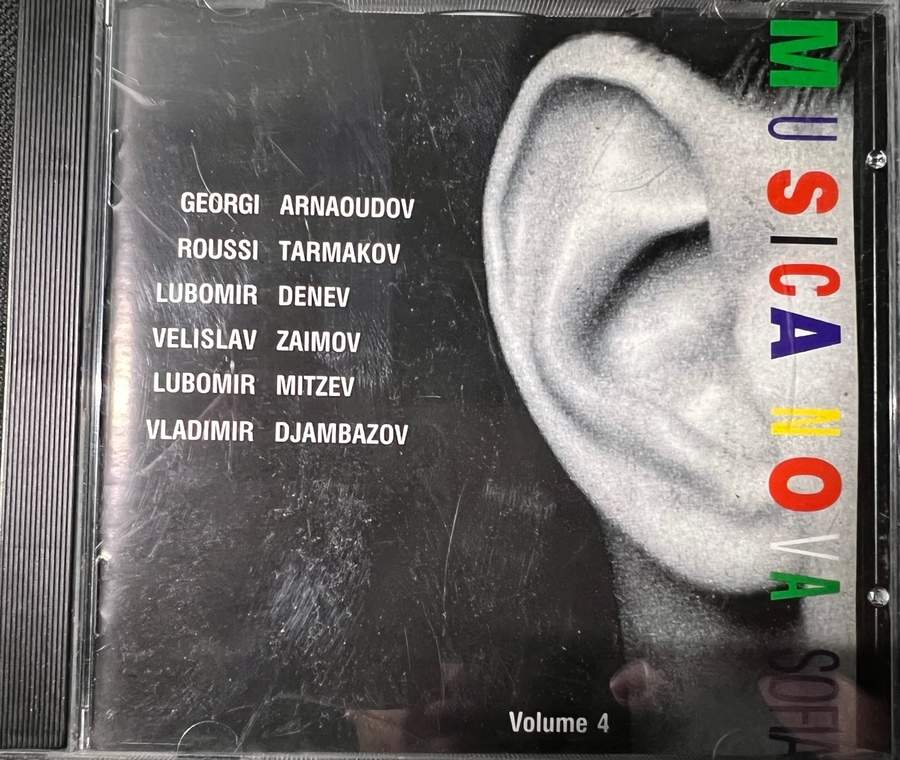 GEORGI ARNAOUDOV
ROUSSI TARMAKOV
LUBOMIR DENEV
VELISLAV ZAIMOV
LUBOMIR MITZEV
VLADIMIR DJAMBAZOV
MUSICA NOVA SOFIA
Volume 4